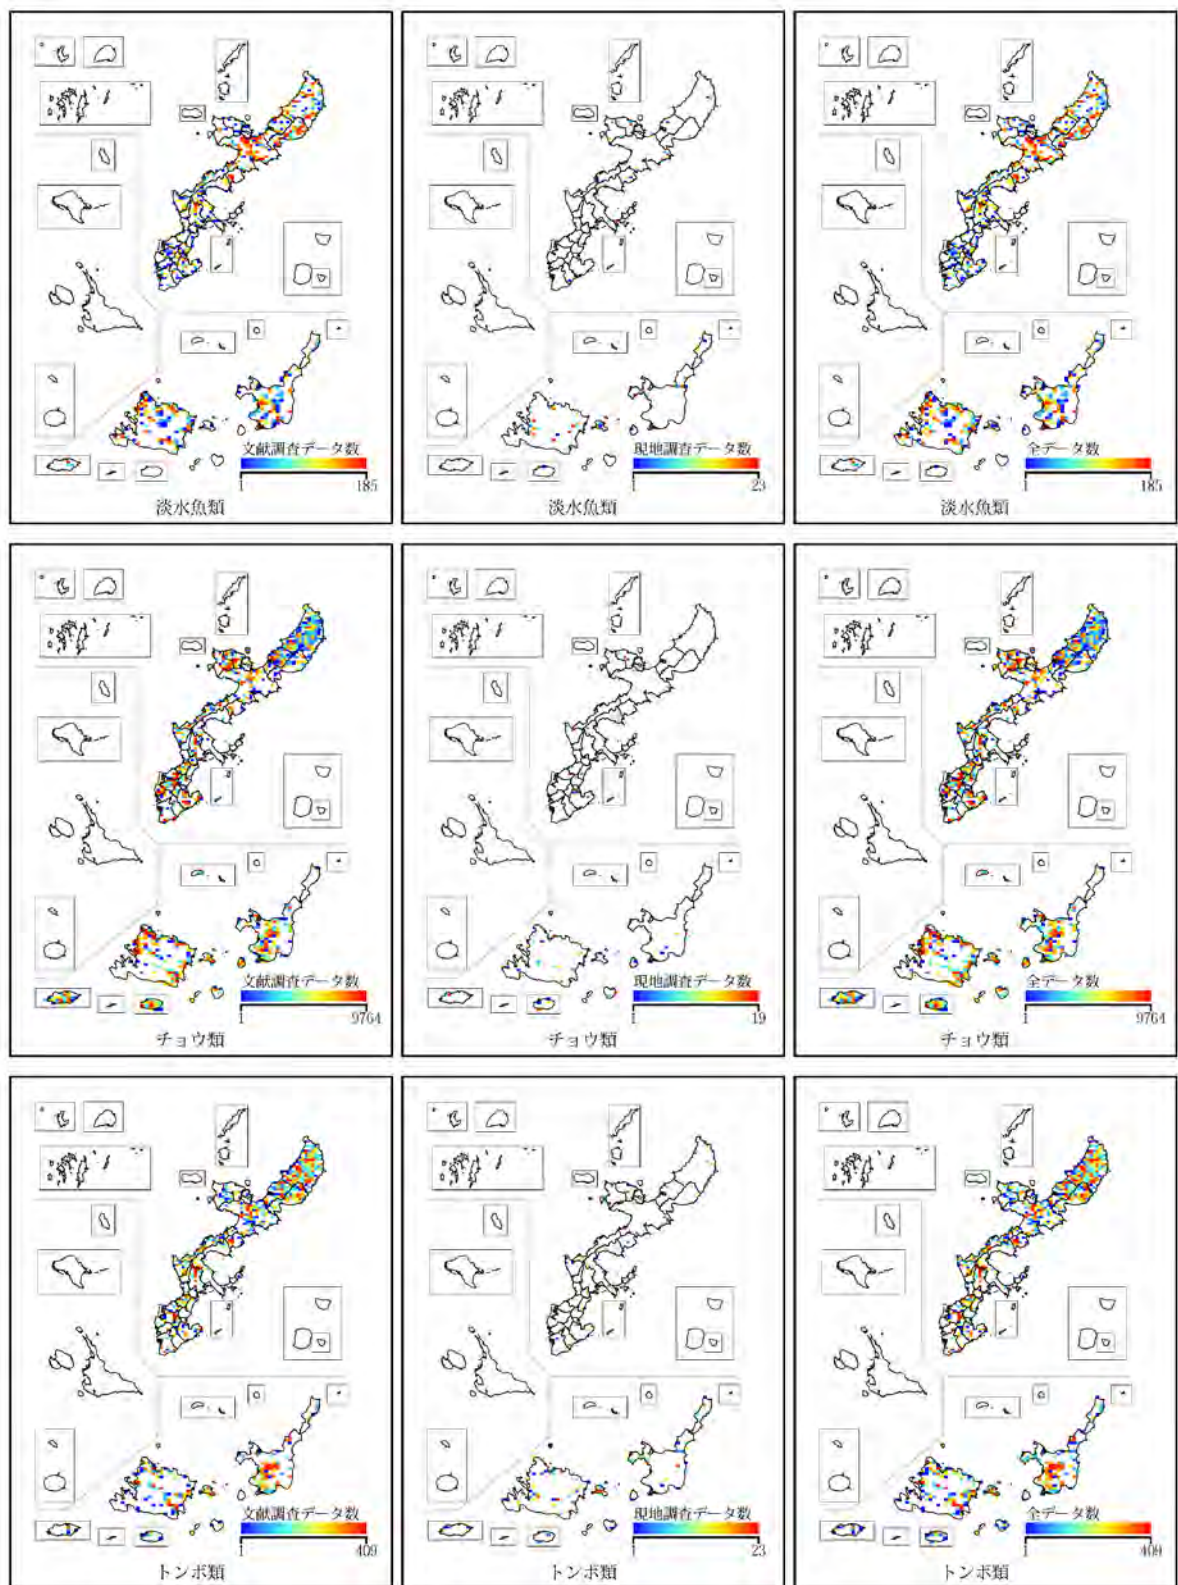 文献調査データ数
1 185
淡水魚類
現地調査データ数
1 23
淡水魚類
全データ数
1 185
淡水魚類
文献調査データ数
1 9764
チョウ類
現地調査データ数
1 19
チョウ類
全データ数
1 9764
チョウ類
文献調査データ数
1 409
トンボ類
現地調査データ数
1 23
トンボ類
全データ数
1 409
トンボ類